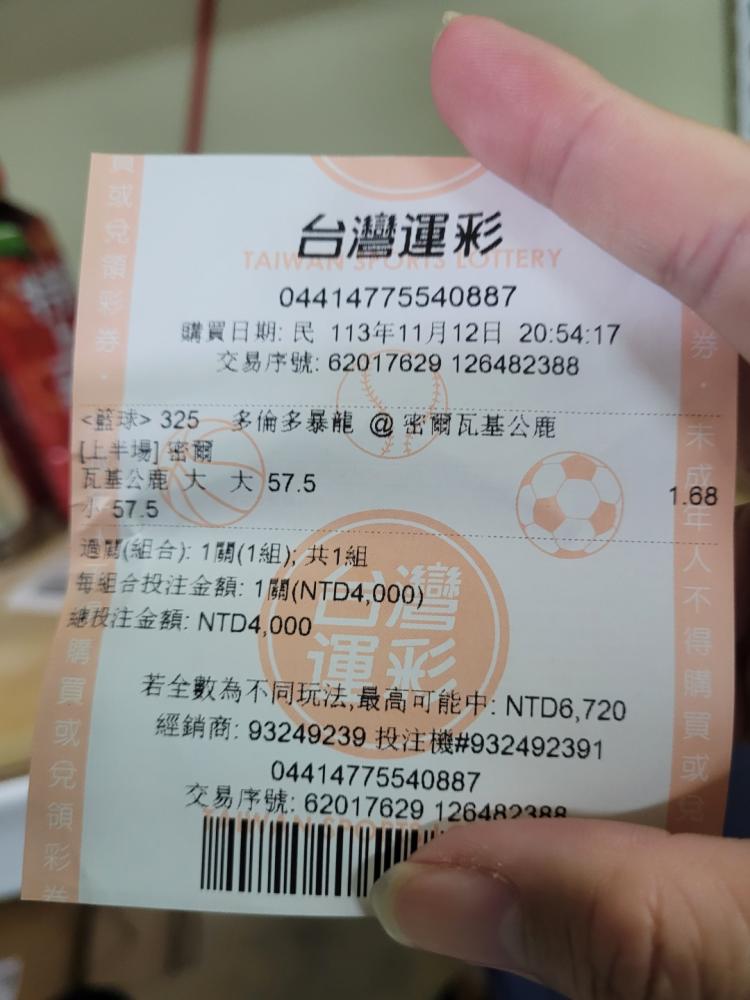 台灣運彩
TAIWAN SPORTS LOTTERY
04414775540887
購買日期: 民 113年11月12日 20:54:17
交易序號: 62017629 126482388
<籃球> 325 多倫多暴龍 @ 密爾瓦基公鹿
[上半場] 密爾
瓦基公鹿 大 大 57.5
小 57.5
1.68
過關(組合): 1關(1組); 共1組
每組合投注金額: 1關(NTD4,000)
總投注金額: NTD4,000
台灣
運彩
若全數為不同玩法,最高可能中: NTD6,720
經銷商: 93249239 投注機#932492391
04414775540887
交易序號: 62017629 126482388
買或兌領彩券．
購買或兌領彩券
券．未成年人不得購買或兌